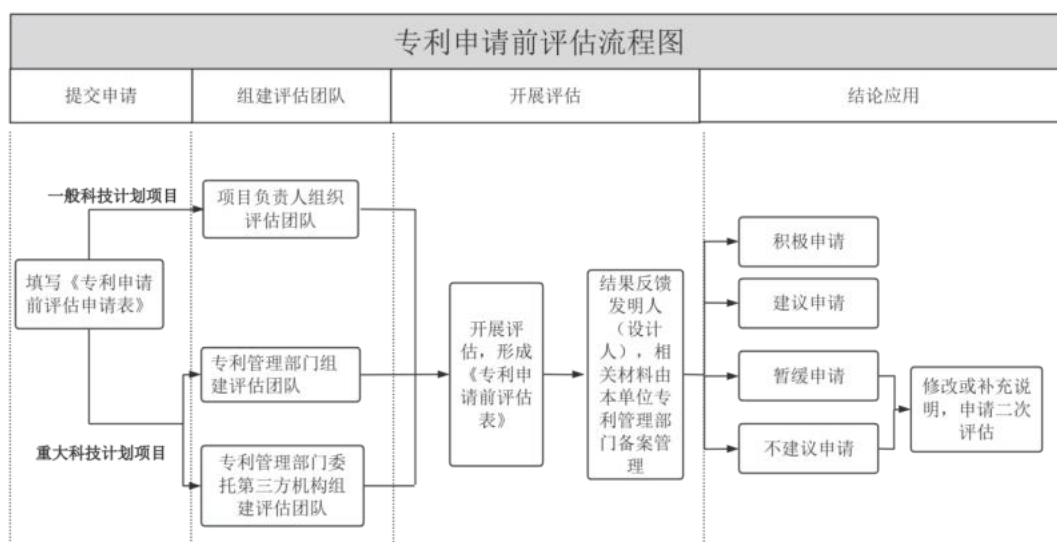 专利申请前评估流程图
提交申请
组建评估团队
开展评估
结论应用
一般科技计划项目
项目负责人组织
评估团队
填写《专利申请
前评估申请表》
专利管理部门组
建评估团队
重大科技计划项目
专利管理部门委
托第三方机构组
建评估团队
开展评
估，形成
《专利申
请前评估
表》
结果反馈
发明人
（设计
人），相
关材料由
本单位专
利管理部
门备案管
理
积极申请
建议申请
暂缓申请
不建议申请
修改或补充说
明，申请二次
评估